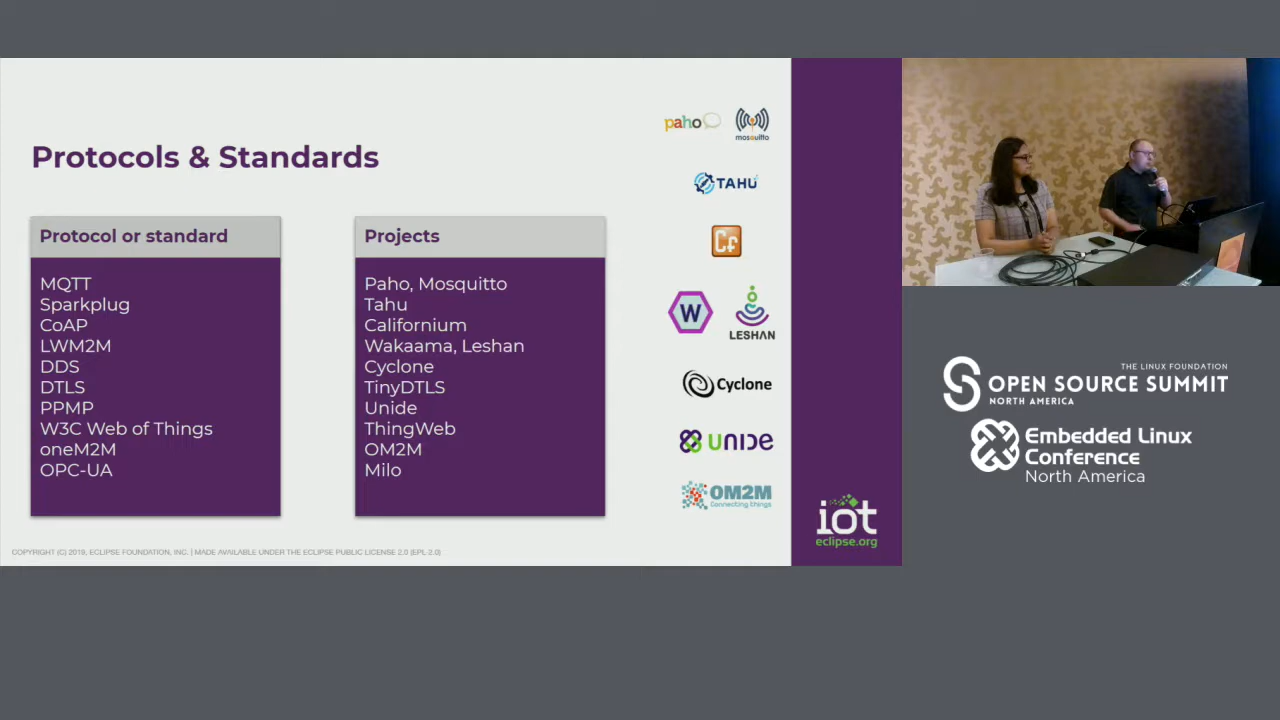 Protocols & Standards
Protocol or standard
MQTT
Sparkplug
CoAP
LWM2M
DDS
DTLS
PPMP
W3C Web of Things
oneM2M
OPC-UA
Projects
Paho, Mosquitto
Tahu
Californium
Wakaama, Leshan
Cyclone
TinyDTLS
Unide
ThingWeb
OM2M
Milo
paho
mosquitto
TAHU
Cf
W
LESHAN
Cyclone
UNIDE
OM2M
Connecting things
COPYRIGHT (C) 2019, ECLIPSE FOUNDATION, INC. | MADE AVAILABLE UNDER THE ECLIPSE PUBLIC LICENSE 2.0 (EPL-2.0)
iot
eclipse.org
THE LINUX FOUNDATION
OPEN SOURCE SUMMIT
NORTH AMERICA
Embedded Linux
Conference
North America